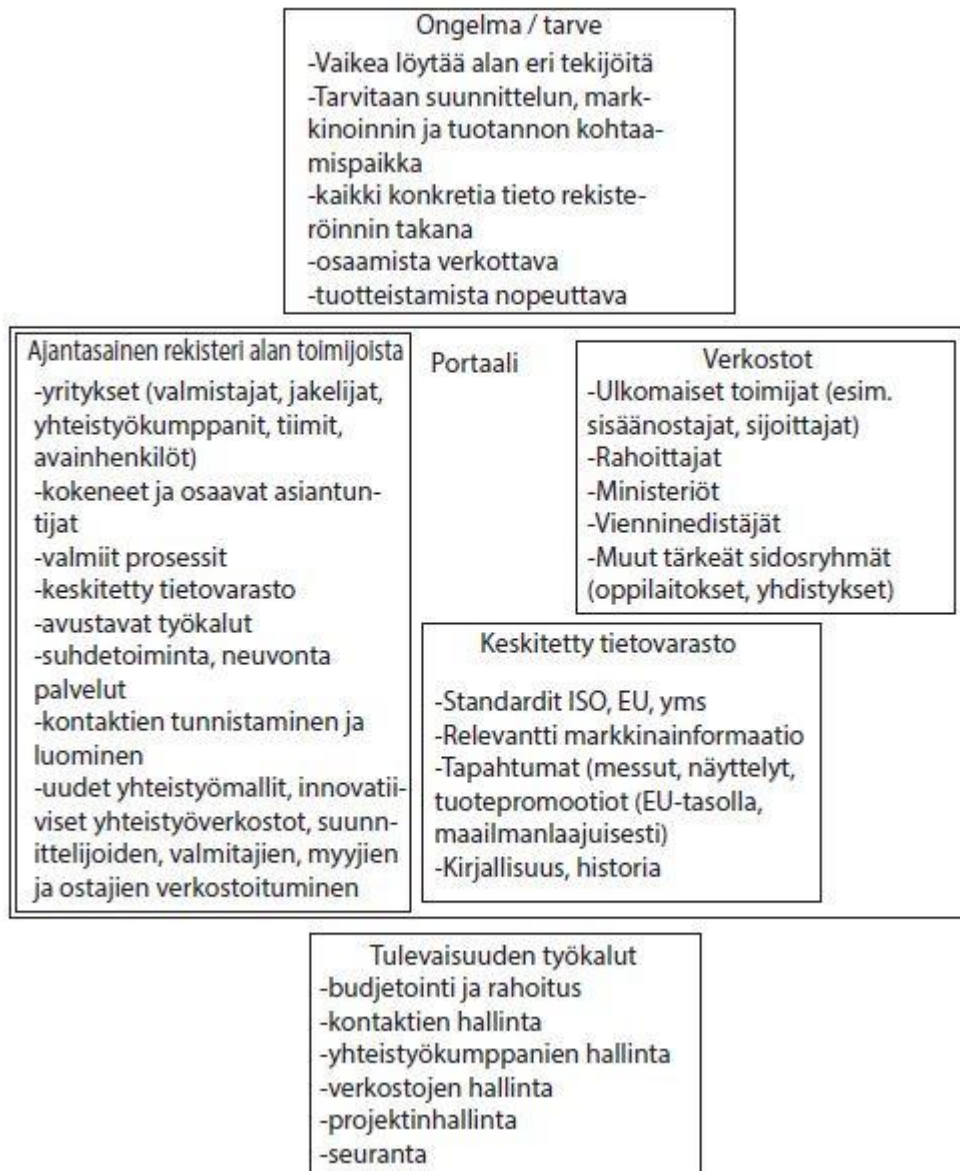 Ongelma / tarve
-Vaikea löytää alan eri tekijöitä
-Tarvitaan suunnittelun, mark-
kinoinnin ja tuotannon kohtaa-
mispaikka
-kaikki konkretia tieto rekiste-
röinnin takana
-osaamista verkottava
-tuotteistamista nopeuttava
Ajantasainen rekisteri alan toimijoista
-yritykset (valmistajat, jakelijat,
yhteistyökumppanit, tiimit,
avainhenkilöt)
-kokeneet ja osaavat asiantun-
tijat
-valmiit prosessit
-keskitetty tietovarasto
-avustavat työkalut
-suhdetoiminta, neuvonta
palvelut
-kontaktien tunnistaminen ja
luominen
-uudet yhteistyömallit, innovatii-
viset yhteistyöverkostot, suunn-
ittelijoiden, valmitajien, myyjien
ja ostajien verkostoituminen
Portaali
Verkostot
-Ulkomaiset toimijat (esim.
sisäänostajat, sijoittajat)
-Rahoittajat
-Ministeriöt
-Vienninedistäjät
-Muut tärkeät sidosryhmät
(oppilaitokset, yhdistykset)
Keskitetty tietovarasto
-Standardit ISO, EU, yms
-Relevantti markkinainformaatio
-Tapahtumat (messut, näyttelyt,
tuotepromootiot (EU-tasolla,
maailmanlaajuisesti)
-Kirjallisuus, historia
Tulevaisuuden työkalut
-budjetointi ja rahoitus
-kontaktien hallinta
-yhteistyökumppanien hallinta
-verkostojen hallinta
-projektinhallinta
-seuranta